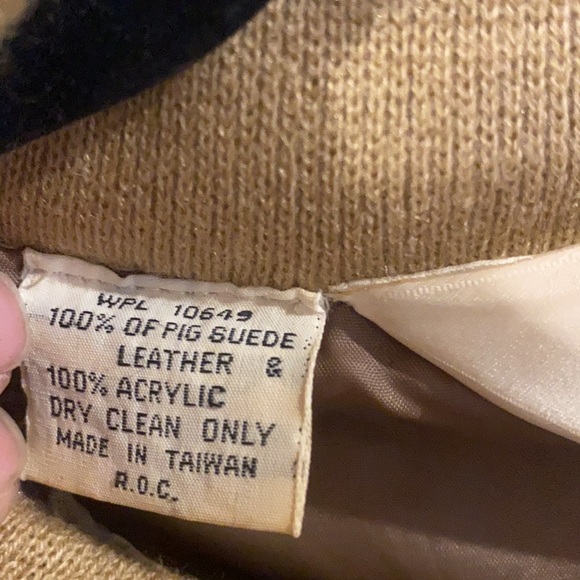 WPL 10649
100% OF PIG SUEDE
LEATHER &
100% ACRYLIC
DRY CLEAN ONLY
MADE IN TAIWAN
R.O.C.